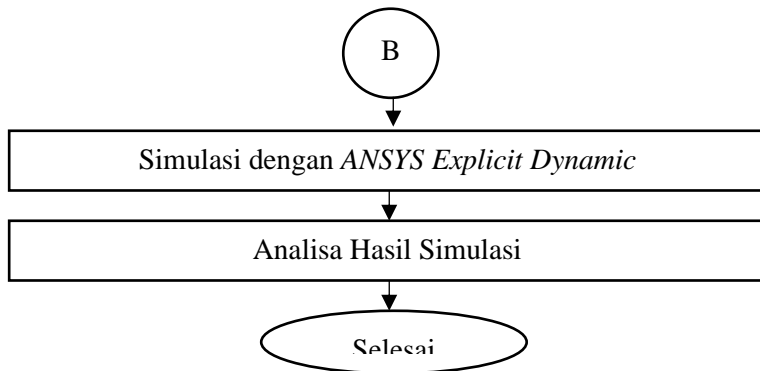 B
Simulasi dengan ANSYS Explicit Dynamic
Analisa Hasil Simulasi
Selesai